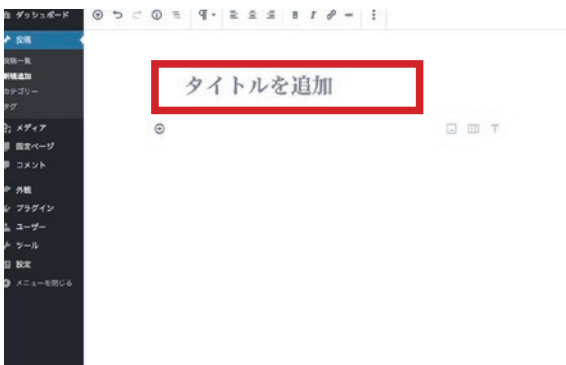 ダッシュボード
投稿
投稿一覧
新規追加
カテゴリー
タグ
メディア
固定ページ
コメント
外観
プラグイン
ユーザー
ツール
設定
メニューを閉じる
B I
タイトルを追加